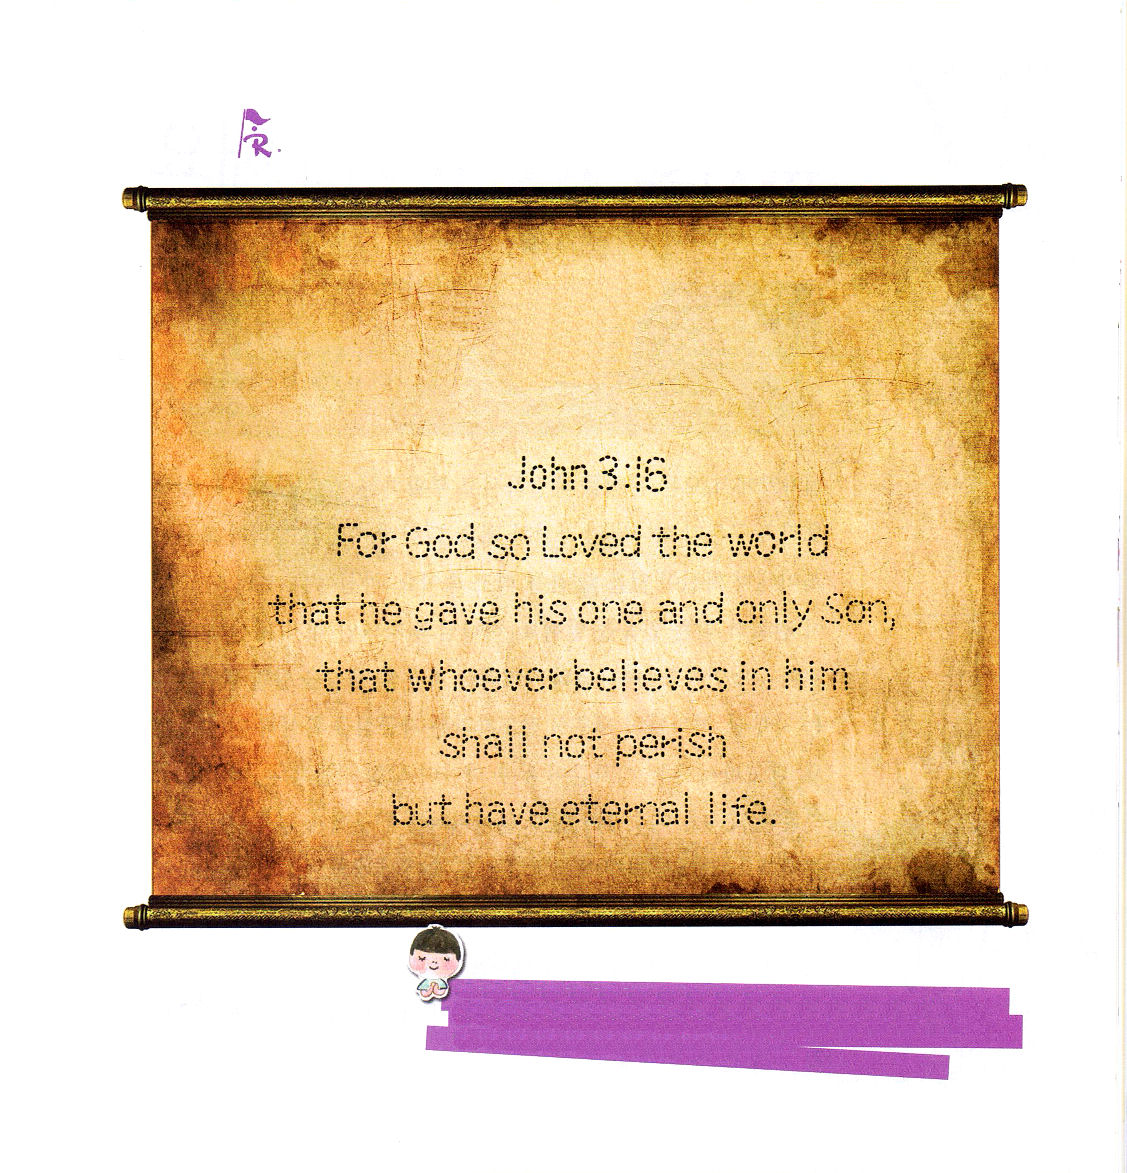 R.
John 3:16
For God so Loved the world
that he gave his one and only Son,
that whoever believes in him
shall not perish
but have eternal life.